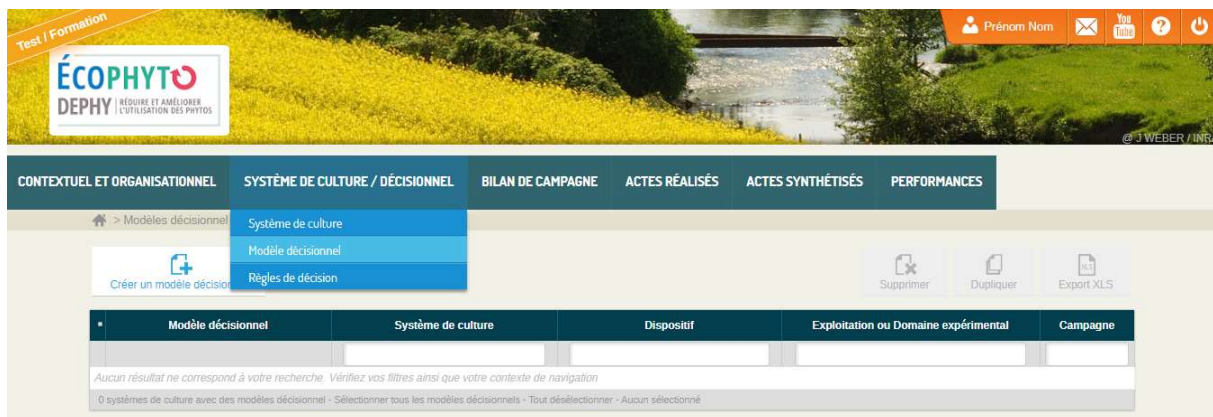 Test / Formation
Prénom Nom
You Tube
?
ÉCOPHYTO
DEPHY RÉDUIRE ET AMÉLIORER L'UTILISATION DES PHYTOS
@ J WEBER / INR
CONTEXTUEL ET ORGANISATIONNEL SYSTÈME DE CULTURE / DÉCISIONNEL BILAN DE CAMPAGNE ACTES RÉALISÉS ACTES SYNTHÉTISÉS PERFORMANCES
> Modèles décisionnel
Système de culture
Modèle décisionnel
Règles de décision
Créer un modèle décision
Supprimer Dupliquer XLS Export XLS
Modèle décisionnel Système de culture Dispositif Exploitation ou Domaine expérimental Campagne
Aucun résultat ne correspond à votre recherche. Vérifiez vos filtres ainsi que votre contexte de navigation
0 systèmes de culture avec des modèles décisionnel - Sélectionner tous les modèles décisionnels - Tout désélectionner - Aucun sélectionné